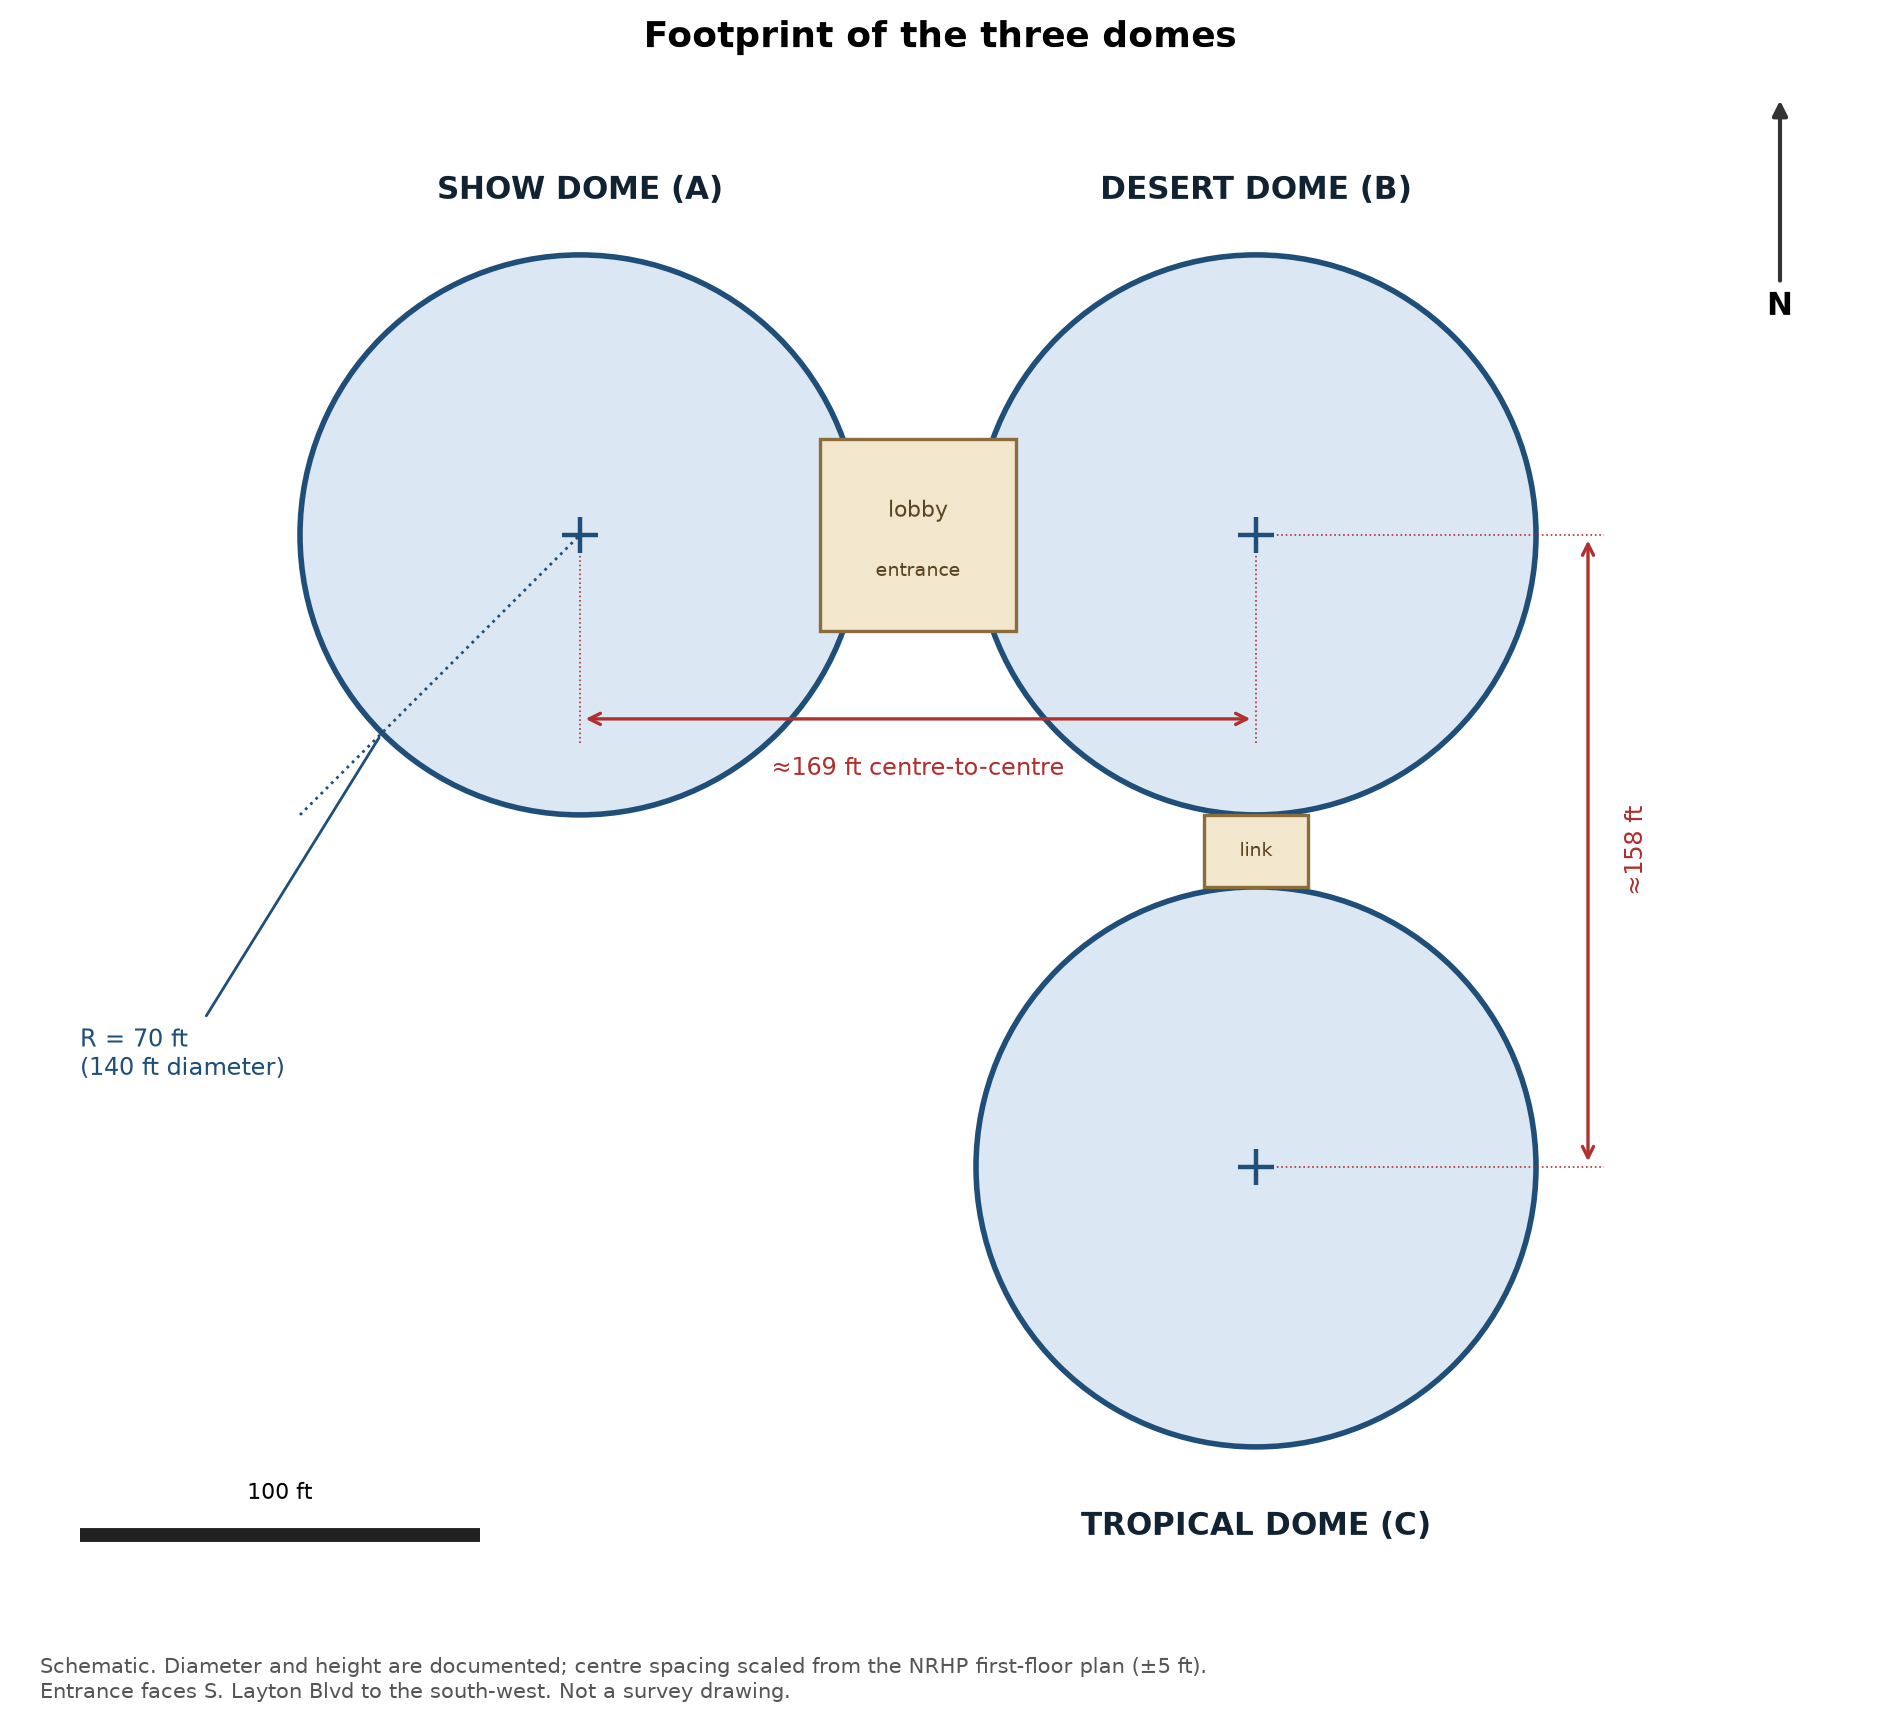 Footprint of the three domes
N
SHOW DOME (A)
DESERT DOME (B)
lobby
entrance
≈169 ft centre-to-centre
link
≈158 ft
R = 70 ft
(140 ft diameter)
100 ft
TROPICAL DOME (C)
Schematic. Diameter and height are documented; centre spacing scaled from the NRHP first-floor plan (±5 ft).
Entrance faces S. Layton Blvd to the south-west. Not a survey drawing.